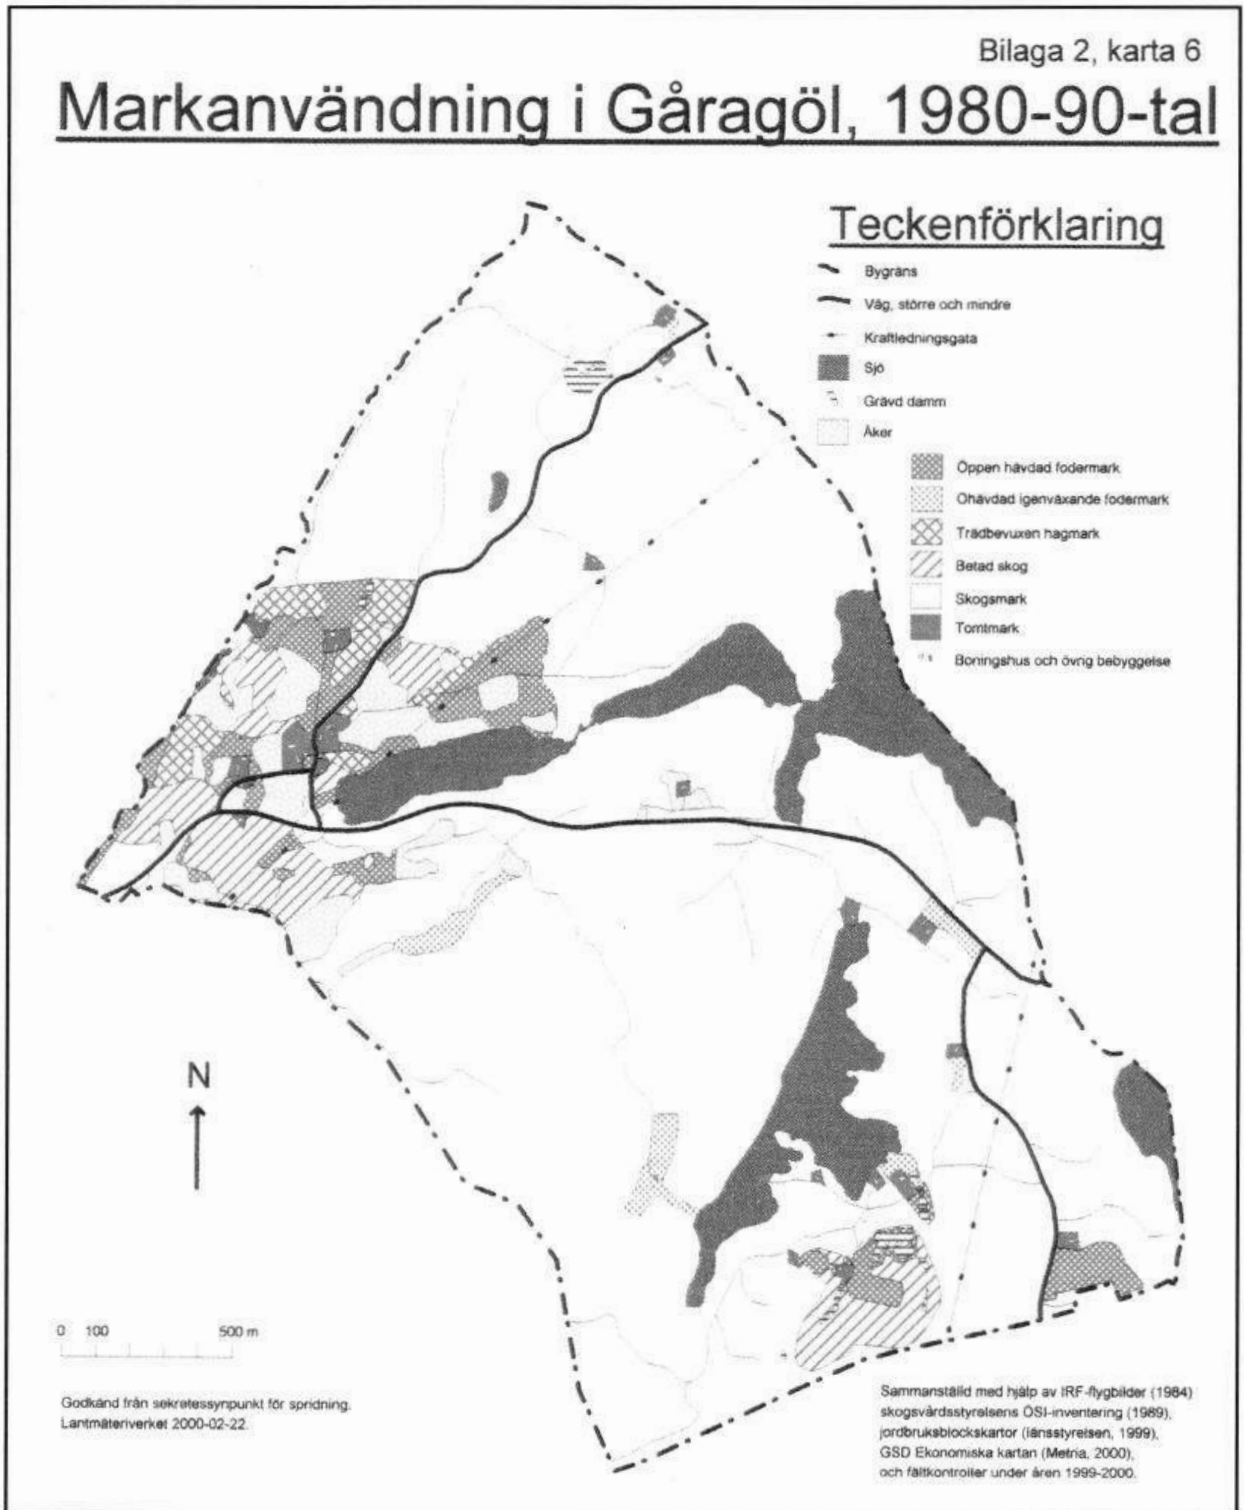 Bilaga 2, karta 6
Markanvändning i Gåragöl, 1980-90-tal
Teckenförklaring
Bygräns
Väg, större och mindre
Kraftledningsgata
Sjö
Grävd damm
Åker
Öppen hävdad fodermark
Ohävdad igenväxande fodermark
Trädbevuxen hagmark
Betad skog
Skogsmark
Tomtmark
Boningshus och övrig bebyggelse
N
0 100 500 m
Godkänd från sekretessynpunkt för spridning.
Lantmäteriverket 2000-02-22.
Sammanställd med hjälp av IRF-flygbilder (1984)
skogsvårdsstyrelsens ÖSI-inventering (1989),
jordbruksblockskartor (länsstyrelsen, 1999),
GSD Ekonomiska kartan (Metria, 2000),
och fältkontroller under åren 1999-2000.